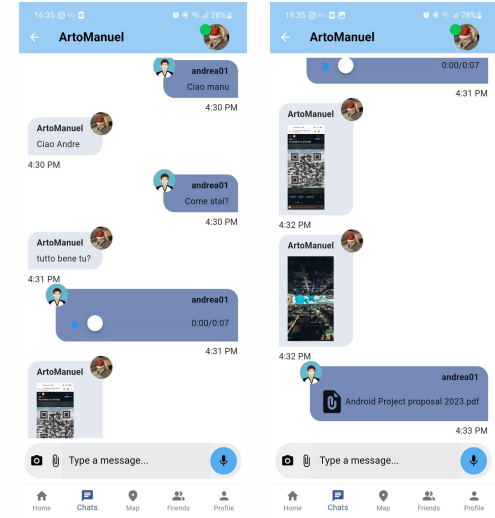 16:35
28%
ArtoManuel
andrea01
Ciao manu
4:30 PM
ArtoManuel
Ciao Andre
4:30 PM
andrea01
Come stai?
4:30 PM
ArtoManuel
tutto bene tu?
4:31 PM
andrea01
0:00/0:07
4:31 PM
ArtoManuel
Type a message...
Home
Chats
Map
Friends
Profile
16:35
28%
ArtoManuel
0:00/0:07
4:31 PM
ArtoManuel
4:32 PM
ArtoManuel
4:32 PM
andrea01
Android Project proposal 2023.pdf
4:33 PM
Type a message...
Home
Chats
Map
Friends
Profile